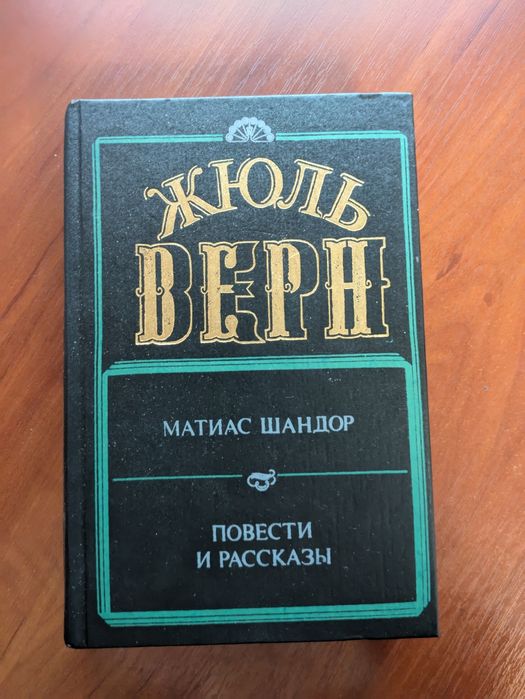 ЖЮЛЬ
ВЕРН
МАТИАС ШАНДОР
ПОВЕСТИ
И РАССКАЗЫ